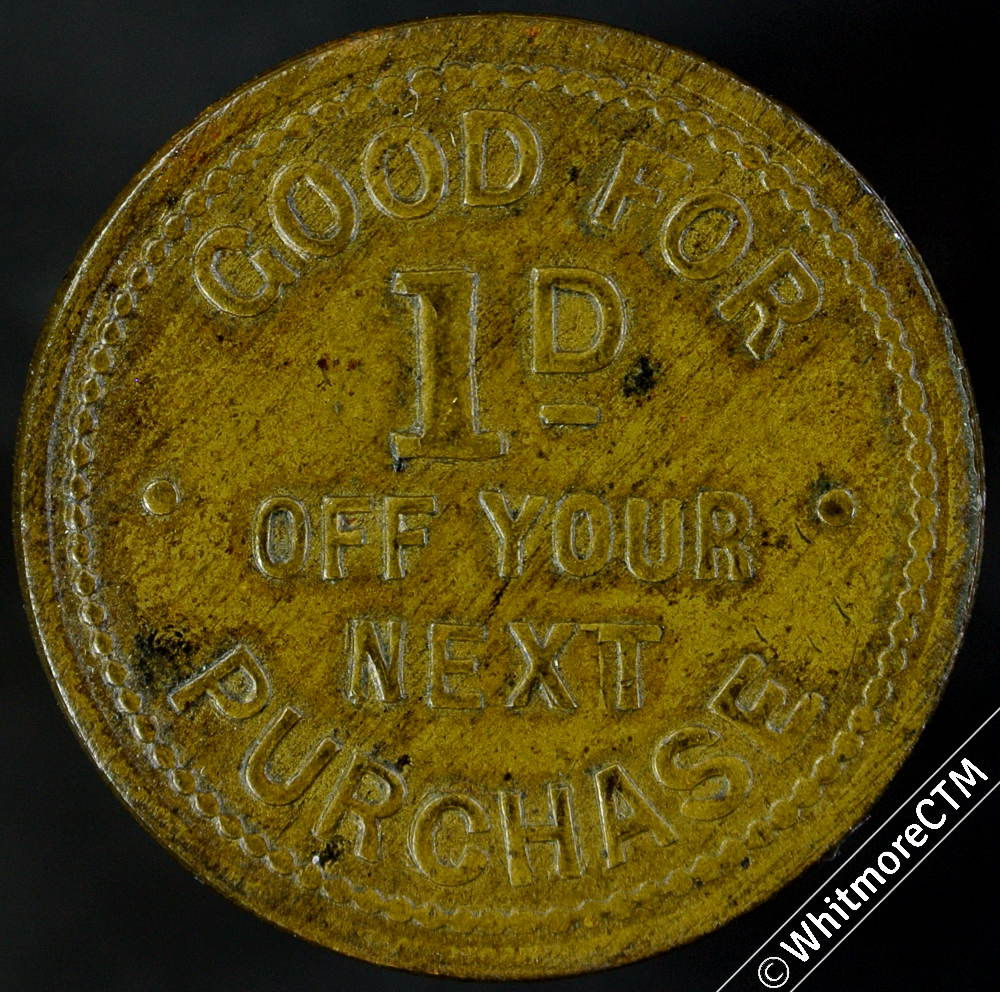 GOOD FOR
1D
OFF YOUR
NEXT
PURCHASE
©WhitmoreCTM